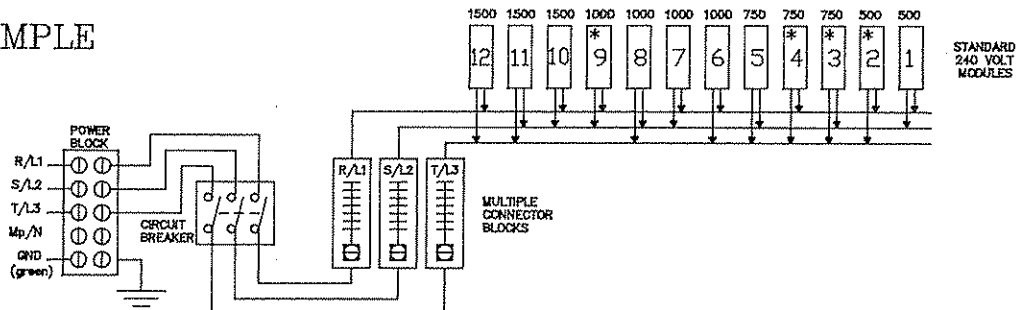 MPLE
1500 1500 1500 1000 1000 1000 1000 750 750 750 500 500
12 11 10 *9 8 7 6 5 *4 *3 *2 1
STANDARD
240 VOLT
MODULES
POWER
BLOCK
R/L1
S/L2
T/L3
Mp/N
GND
(green)
CIRCUIT
BREAKER
R/L1 S/L2 T/L3
MULTIPLE
CONNECTOR
BLOCKS